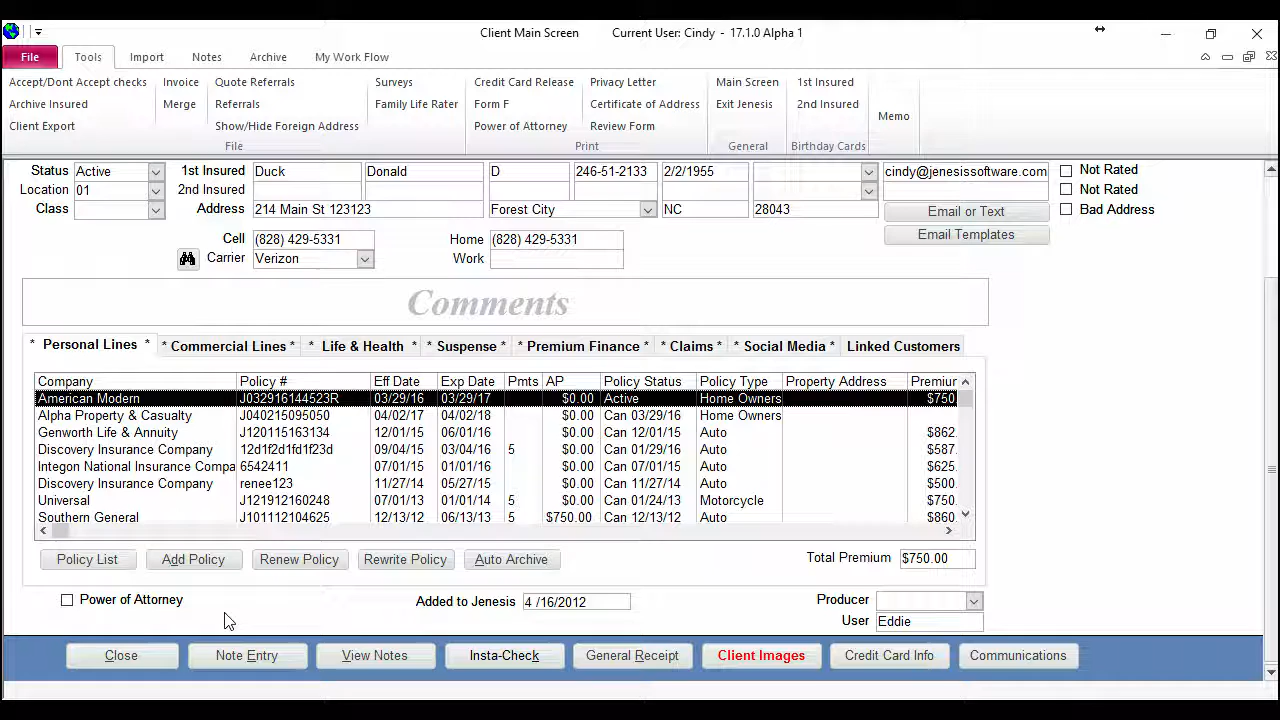 Client Main Screen Current User: Cindy - 17.1.0 Alpha 1
File Tools Import Notes Archive My Work Flow
Accept/Dont Accept checks Invoice Quote Referrals Surveys Credit Card Release Privacy Letter Main Screen 1st Insured
Archive Insured Merge Referrals Family Life Rater Form F Certificate of Address Exit Jenesis 2nd Insured Memo
Client Export Show/Hide Foreign Address Power of Attorney Review Form
File Print General Birthday Cards
Status Active 1st Insured Duck Donald D 246-51-2133 2/2/1955 cindy@jenesissoftware.com Not Rated
Location 01 2nd Insured Not Rated
Class Address 214 Main St 123123 Forest City NC 28043 Email or Text Bad Address
Email Templates
Cell (828) 429-5331 Home (828) 429-5331
Carrier Verizon Work
Comments
* Personal Lines * * Commercial Lines * * Life & Health * * Suspense * * Premium Finance * * Claims * * Social Media * Linked Customers
Company Policy # Eff Date Exp Date Pmts AP Policy Status Policy Type Property Address Premiur
American Modern J032916144523R 03/29/16 03/29/17 $0.00 Active Home Owners $750.
Alpha Property & Casualty J040215095050 04/02/17 04/02/18 $0.00 Can 03/29/16 Home Owners
Genworth Life & Annuity J120115163134 12/01/15 06/01/16 $0.00 Can 12/01/15 Auto $862.
Discovery Insurance Company 12d1f2d1fd1f23d 09/04/15 03/04/16 5 $0.00 Can 01/29/16 Auto $587.
Integon National Insurance Compa 6542411 07/01/15 01/01/16 $0.00 Can 07/01/15 Auto $625.
Discovery Insurance Company renee123 11/27/14 05/27/15 $0.00 Can 11/27/14 Auto $500.
Universal J121912160248 07/01/13 01/01/14 5 $0.00 Can 01/24/13 Motorcycle $750.
Southern General J101112104625 12/13/12 06/13/13 5 $750.00 Can 12/13/12 Auto $860.
Policy List Add Policy Renew Policy Rewrite Policy Auto Archive Total Premium $750.00
Power of Attorney Added to Jenesis 4 /16/2012 Producer
User Eddie
Close Note Entry View Notes Insta-Check General Receipt Client Images Credit Card Info Communications